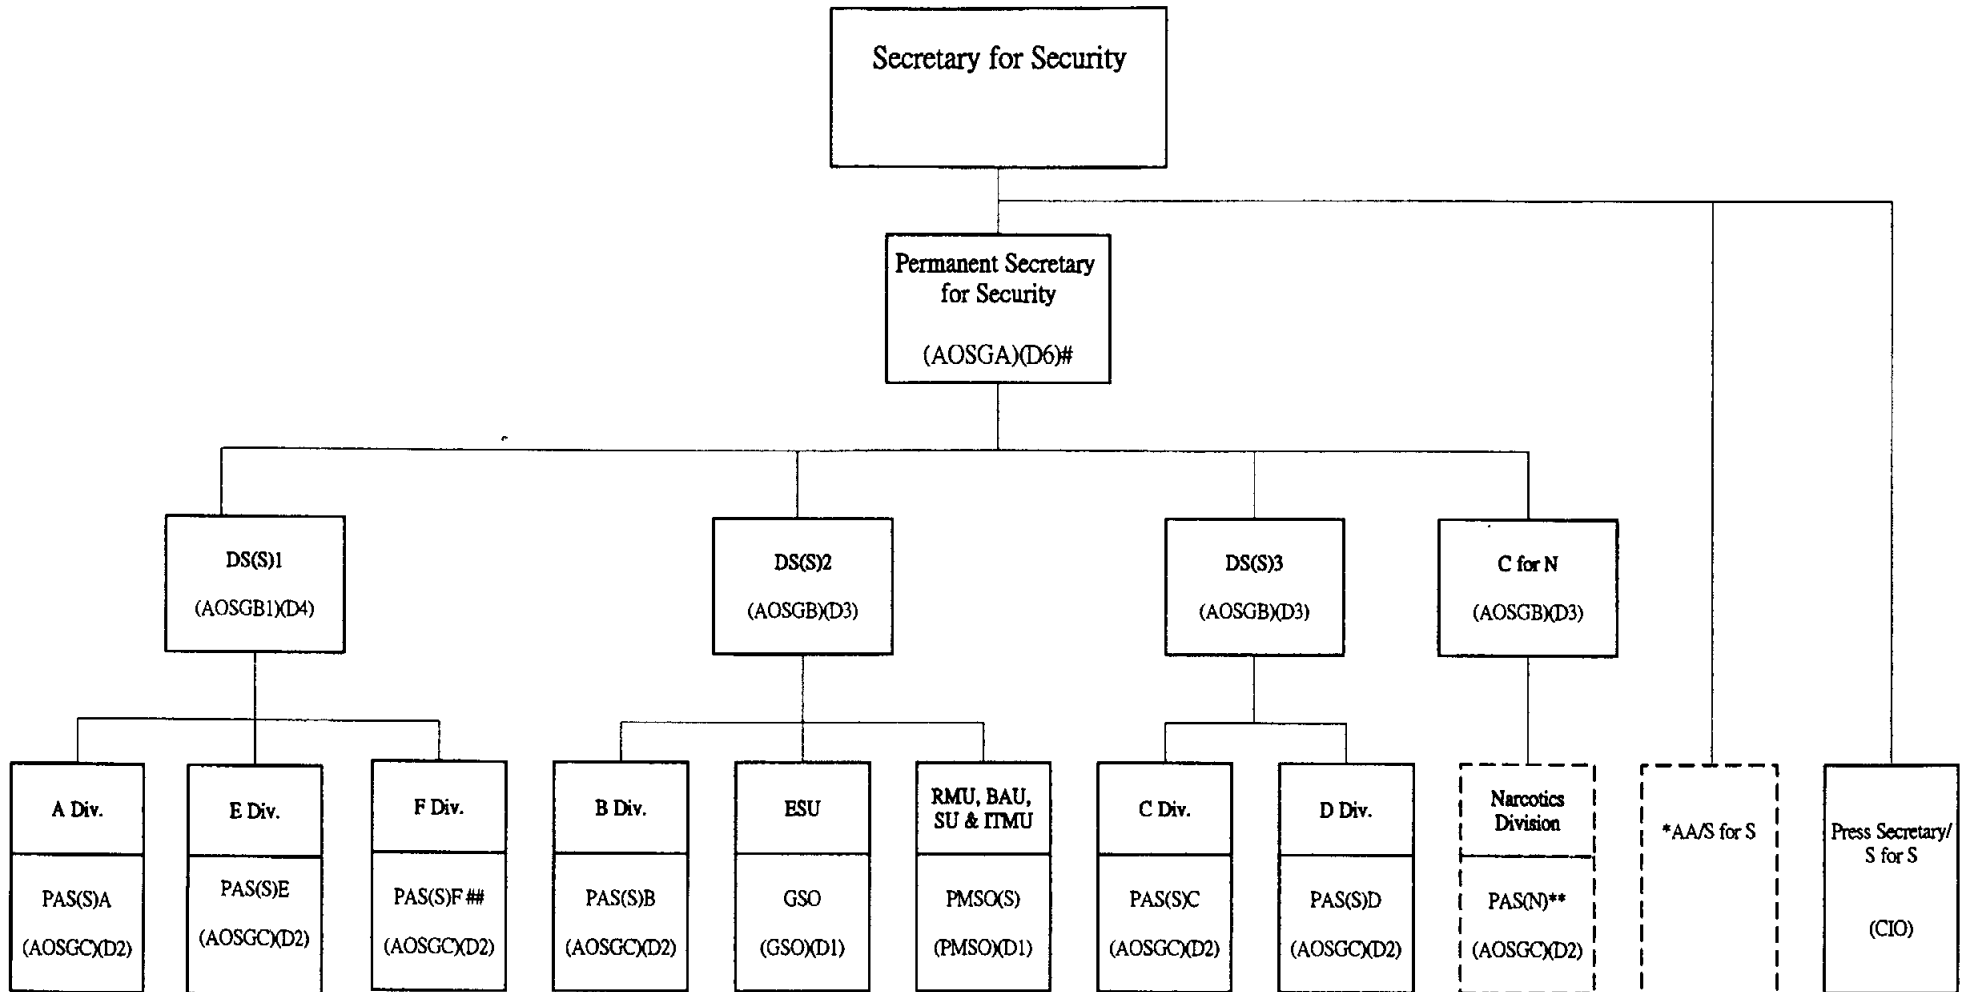 Secretary for Security
Permanent Secretary
for Security
(AOSGA)(D6)#
DS(S)1
(AOSGB1)(D4)
DS(S)2
(AOSGB)(D3)
DS(S)3
(AOSGB)(D3)
C for N
(AOSGB)(D3)
A Div.
PAS(S)A
(AOSGC)(D2)
E Div.
PAS(S)E
(AOSGC)(D2)
F Div.
PAS(S)F ##
(AOSGC)(D2)
B Div.
PAS(S)B
(AOSGC)(D2)
ESU
GSO
(GSO)(D1)
RMU, BAU,
SU & ITMU
PMSO(S)
(PMSO)(D1)
C Div.
PAS(S)C
(AOSGC)(D2)
D Div.
PAS(S)D
(AOSGC)(D2)
Narcotics
Division
PAS(N)**
(AOSGC)(D2)
*AA/S for S
Press Secretary/
S for S
(CIO)